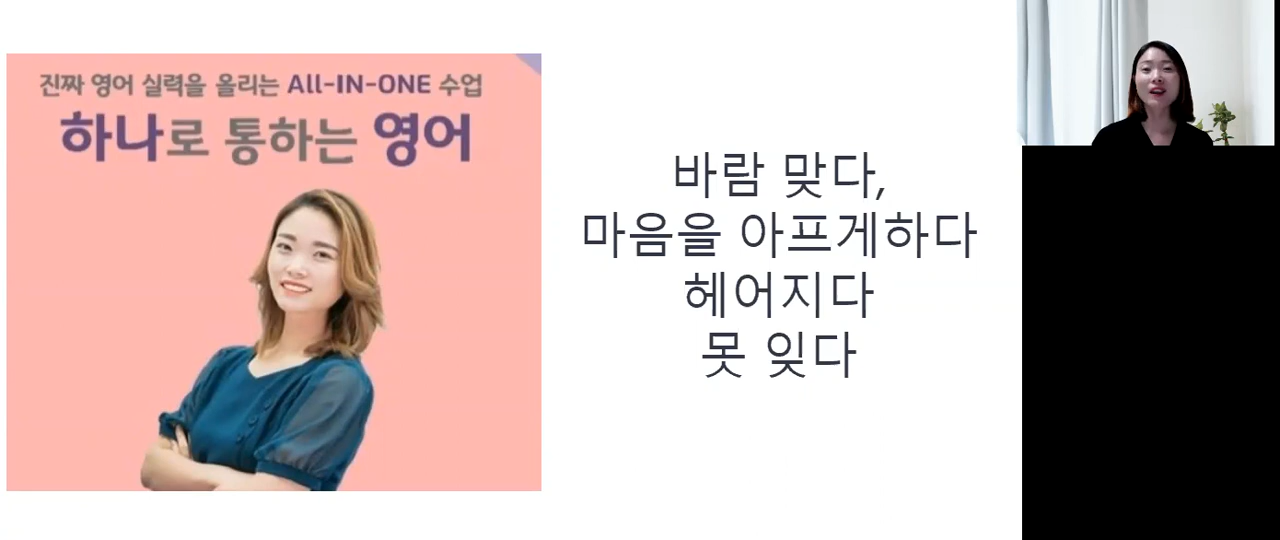 진짜 영어 실력을 올리는 All-IN-ONE 수업
하나로 통하는 영어
바람 맞다,
마음을 아프게하다
헤어지다
못 잊다